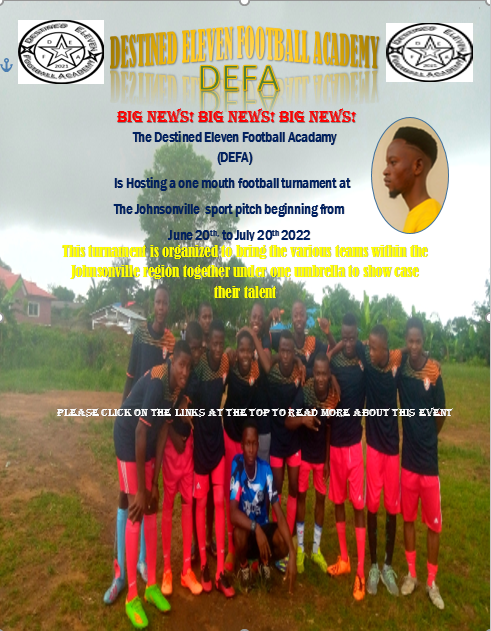 DESTINED ELEVEN FOOTBALL ACADEMY
DEFA
BIG NEWS! BIG NEWS! BIG NEWS!
The Destined Eleven Football Acadamy
(DEFA)
Is Hosting a one mouth football turnament at
The Johnsonville sport pitch beginning from
June 20th, to July 20th 2022
This turnament is organized to bring the various teams within the
Johnsonville region together under one umbrella to show case
their talent
PLEASE CLICK ON THE LINKS AT THE TOP TO READ MORE ABOUT THIS EVENT